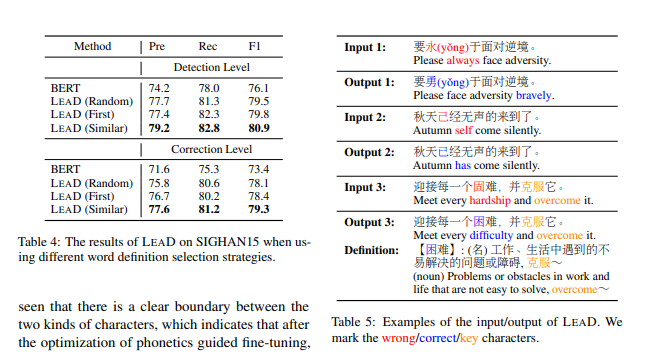 Method Pre Rec F1
Detection Level
BERT 74.2 78.0 76.1
LEAD (Random) 77.7 81.3 79.5
LEAD (First) 77.4 82.3 79.8
LEAD (Similar) 79.2 82.8 80.9
Correction Level
BERT 71.6 75.3 73.4
LEAD (Random) 75.8 80.6 78.1
LEAD (First) 76.7 80.2 78.4
LEAD (Similar) 77.6 81.2 79.3
Table 4: The results of LEAD on SIGHAN15 when us-
ing different word definition selection strategies.
seen that there is a clear boundary between the
two kinds of characters, which indicates that after
the optimization of phonetics guided fine-tuning,
Input 1: 要永(yǒng)于面对逆境。
Please always face adversity.
Output 1: 要勇(yǒng)于面对逆境。
Please face adversity bravely.
Input 2: 秋天己经无声的来到了。
Autumn self come silently.
Output 2: 秋天已经无声的来到了。
Autumn has come silently.
Input 3: 迎接每一个固难，并克服它。
Meet every hardship and overcome it.
Output 3: 迎接每一个困难，并克服它。
Meet every difficulty and overcome it.
Definition: 【困难】: (名) 工作、生活中遇到的不
易解决的问题或障碍, 克服～
(noun) Problems or obstacles in work and
life that are not easy to solve, overcome～
Table 5: Examples of the input/output of LEAD. We
mark the wrong/correct/key characters.